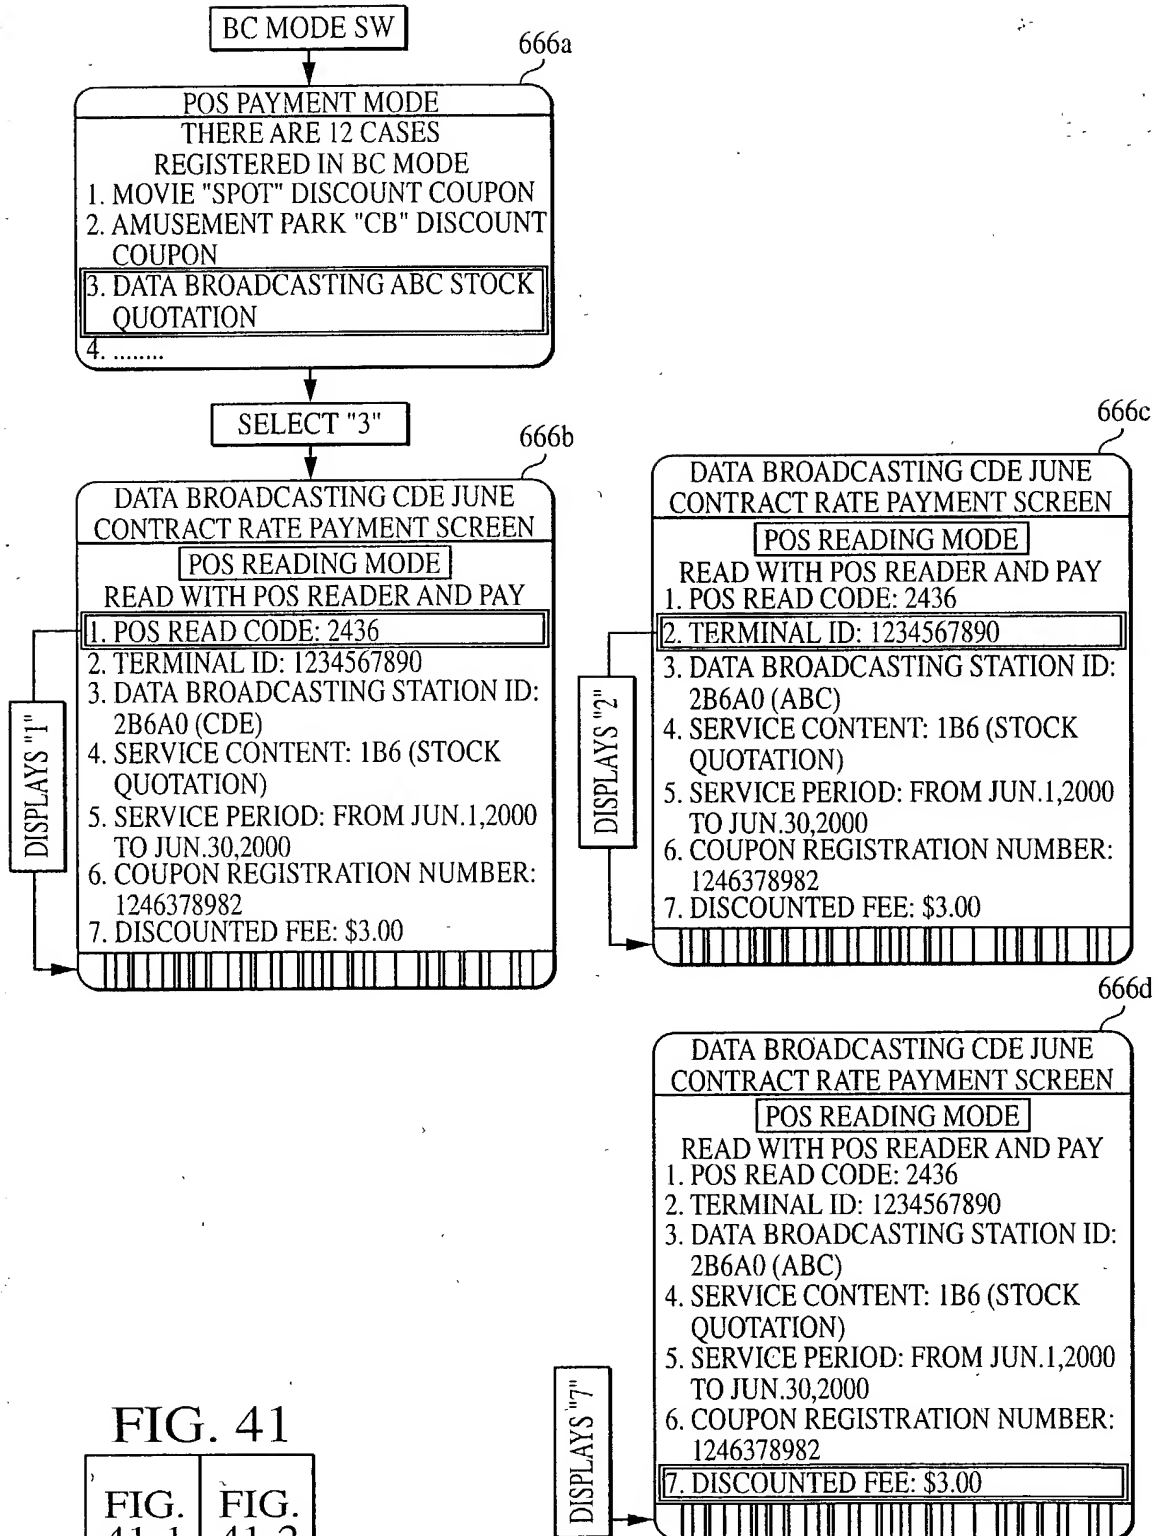 BC MODE SW
666a
POS PAYMENT MODE
THERE ARE 12 CASES
REGISTERED IN BC MODE
1. MOVIE "SPOT" DISCOUNT COUPON
2. AMUSEMENT PARK "CB" DISCOUNT
COUPON
3. DATA BROADCASTING ABC STOCK
QUOTATION
4. ........
SELECT "3"
666b
DATA BROADCASTING CDE JUNE
CONTRACT RATE PAYMENT SCREEN
POS READING MODE
READ WITH POS READER AND PAY
1. POS READ CODE: 2436
2. TERMINAL ID: 1234567890
3. DATA BROADCASTING STATION ID:
2B6A0 (CDE)
4. SERVICE CONTENT: 1B6 (STOCK
QUOTATION)
5. SERVICE PERIOD: FROM JUN.1,2000
TO JUN.30,2000
6. COUPON REGISTRATION NUMBER:
1246378982
7. DISCOUNTED FEE: $3.00
DISPLAYS "1"
666c
DATA BROADCASTING CDE JUNE
CONTRACT RATE PAYMENT SCREEN
POS READING MODE
READ WITH POS READER AND PAY
1. POS READ CODE: 2436
2. TERMINAL ID: 1234567890
3. DATA BROADCASTING STATION ID:
2B6A0 (ABC)
4. SERVICE CONTENT: 1B6 (STOCK
QUOTATION)
5. SERVICE PERIOD: FROM JUN.1,2000
TO JUN.30,2000
6. COUPON REGISTRATION NUMBER:
1246378982
7. DISCOUNTED FEE: $3.00
DISPLAYS "2"
666d
DATA BROADCASTING CDE JUNE
CONTRACT RATE PAYMENT SCREEN
POS READING MODE
READ WITH POS READER AND PAY
1. POS READ CODE: 2436
2. TERMINAL ID: 1234567890
3. DATA BROADCASTING STATION ID:
2B6A0 (ABC)
4. SERVICE CONTENT: 1B6 (STOCK
QUOTATION)
5. SERVICE PERIOD: FROM JUN.1,2000
TO JUN.30,2000
6. COUPON REGISTRATION NUMBER:
1246378982
7. DISCOUNTED FEE: $3.00
DISPLAYS "7"
FIG. 41
FIG.
41-1
FIG.
41-2